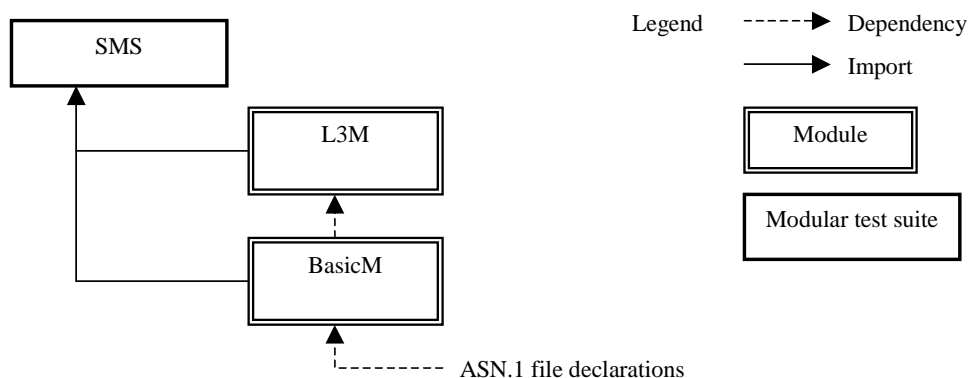 SMS
Legend
Dependency
Import
L3M
Module
Modular test suite
BasicM
ASN.1 file declarations